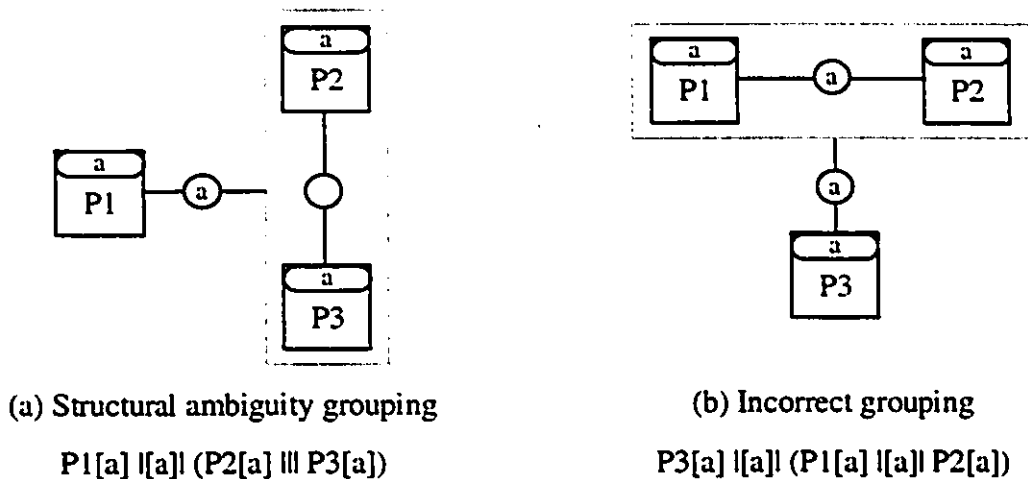 a
P2
a
P1
a
a
P3
a
P1
a
a
P2
a
a
P3
(a) Structural ambiguity grouping
P1[a] |[a]| (P2[a] ||| P3[a])
(b) Incorrect grouping
P3[a] |[a]| (P1[a] |[a]| P2[a])